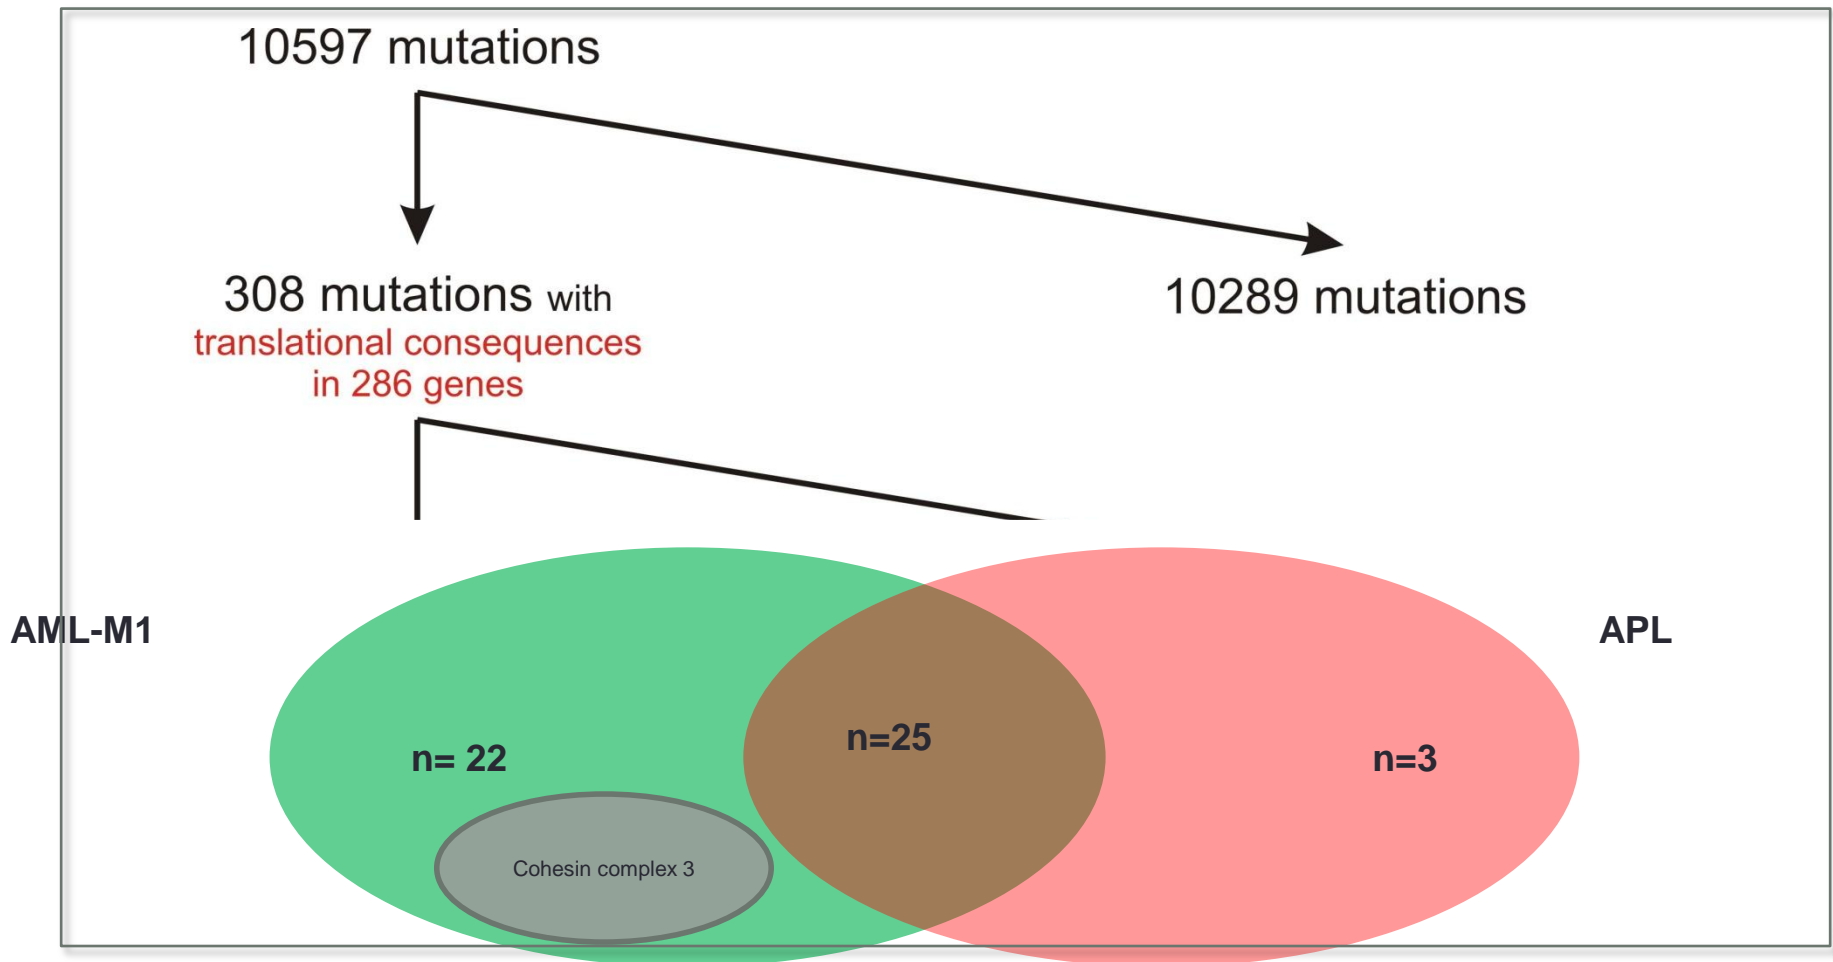 10597 mutations
308 mutations with
translational consequences
in 286 genes
10289 mutations
AML-M1
APL
n= 22
n=25
n=3
Cohesin complex 3